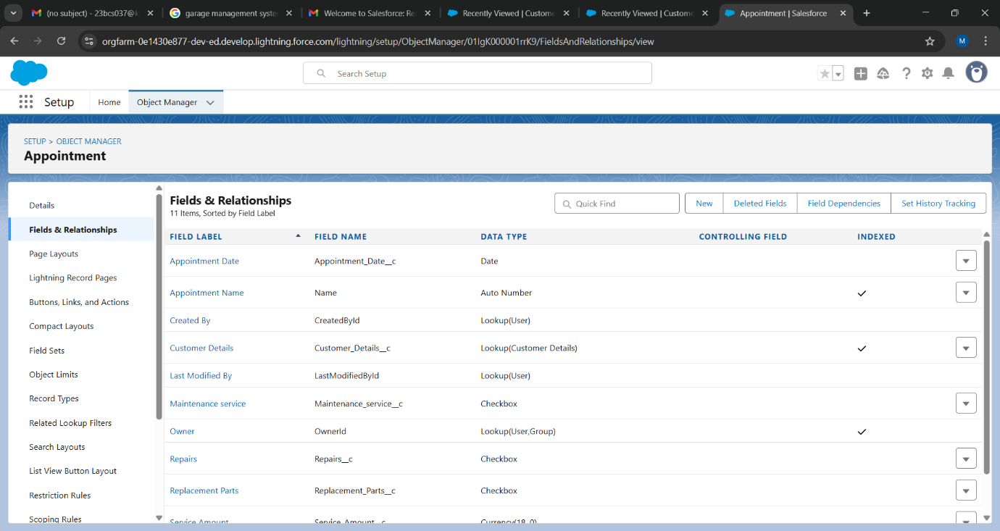 (no subject) - 23bcs037@k
garage management syste
Welcome to Salesforce: Re
Recently Viewed | Custome
Recently Viewed | Custome
Appointment | Salesforce
orgfarm-0e1430e877-dev-ed.develop.lightning.force.com/lightning/setup/ObjectManager/01IgK000001rrK9/FieldsAndRelationships/view
M
Search Setup
Setup
Home
Object Manager
SETUP > OBJECT MANAGER
Appointment
Details
Fields & Relationships
Page Layouts
Lightning Record Pages
Buttons, Links, and Actions
Compact Layouts
Field Sets
Object Limits
Record Types
Related Lookup Filters
Search Layouts
List View Button Layout
Restriction Rules
Scoping Rules
Fields & Relationships
11 Items, Sorted by Field Label
Quick Find
New
Deleted Fields
Field Dependencies
Set History Tracking
FIELD LABEL FIELD NAME DATA TYPE CONTROLLING FIELD INDEXED
Appointment Date Appointment_Date__c Date
Appointment Name Name Auto Number
Created By CreatedById Lookup(User)
Customer Details Customer_Details__c Lookup(Customer Details)
Last Modified By LastModifiedById Lookup(User)
Maintenance service Maintenance_service__c Checkbox
Owner OwnerId Lookup(User,Group)
Repairs Repairs__c Checkbox
Replacement Parts Replacement_Parts__c Checkbox
Service Amount Service_Amount__c Currency(18, 0)